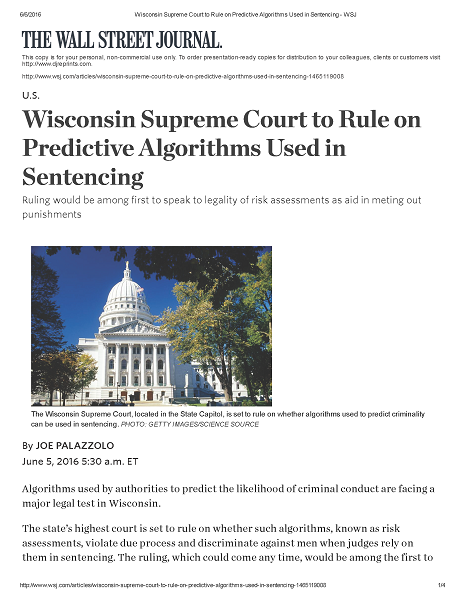 6/6/2016 Wisconsin Supreme Court to Rule on Predictive Algorithms Used in Sentencing - WSJ
THE WALL STREET JOURNAL.
This copy is for your personal, non-commercial use only. To order presentation-ready copies for distribution to your colleagues, clients or customers visit
http://www.djreprints.com.
http://www.wsj.com/articles/wisconsin-supreme-court-to-rule-on-predictive-algorithms-used-in-sentencing-1465119008
U.S.
Wisconsin Supreme Court to Rule on
Predictive Algorithms Used in
Sentencing
Ruling would be among first to speak to legality of risk assessments as aid in meting out
punishments
The Wisconsin Supreme Court, located in the State Capitol, is set to rule on whether algorithms used to predict criminality
can be used in sentencing. PHOTO: GETTY IMAGES/SCIENCE SOURCE
By JOE PALAZZOLO
June 5, 2016 5:30 a.m. ET
Algorithms used by authorities to predict the likelihood of criminal conduct are facing a
major legal test in Wisconsin.
The state's highest court is set to rule on whether such algorithms, known as risk
assessments, violate due process and discriminate against men when judges rely on
them in sentencing. The ruling, which could come any time, would be among the first to
http://www.wsj.com/articles/wisconsin-supreme-court-to-rule-on-predictive-algorithms-used-in-sentencing-1465119008 1/4